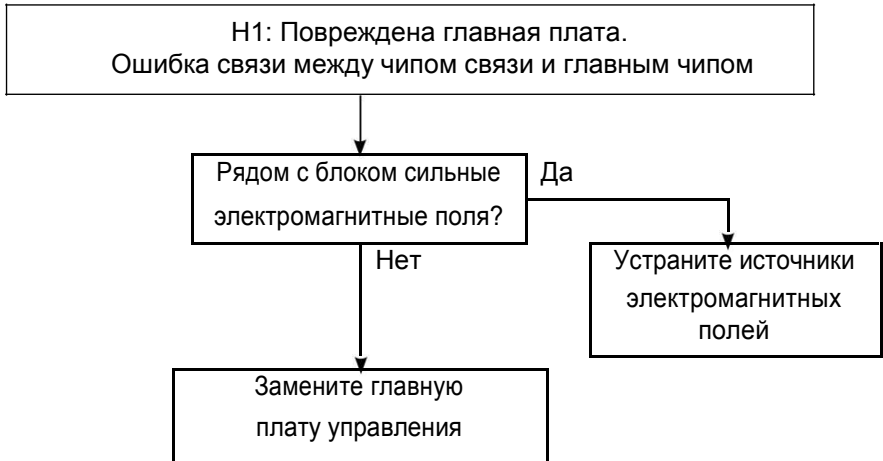 H1: Повреждена главная плата.
Ошибка связи между чипом связи и главным чипом
Рядом с блоком сильные
электромагнитные поля?
Да
Нет
Устраните источники
электромагнитных
полей
Замените главную
плату управления